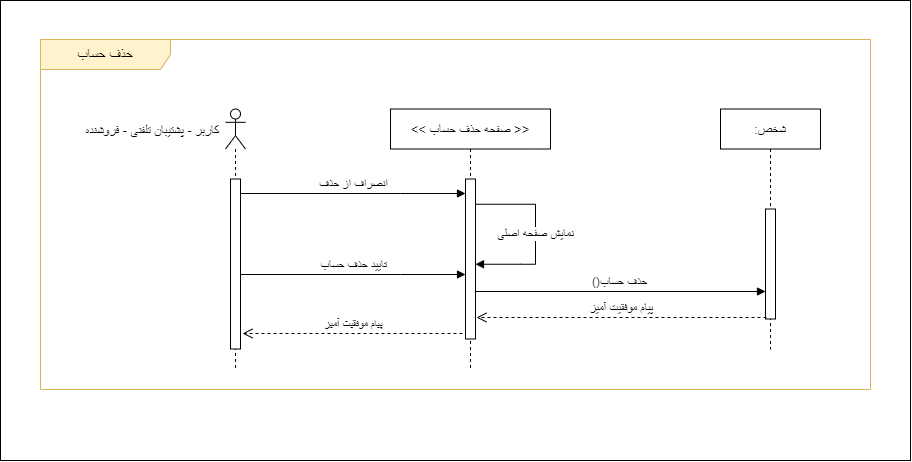 حذف حساب
کاربر - پشتیبان تلفنی - فروشنده
<< صفحه حذف حساب >>
شخص:
انصراف از حذف
نمایش صفحه اصلی
تایید حذف حساب
حذف حساب()
پیام موفقیت آمیز
پیام موفقیت آمیز